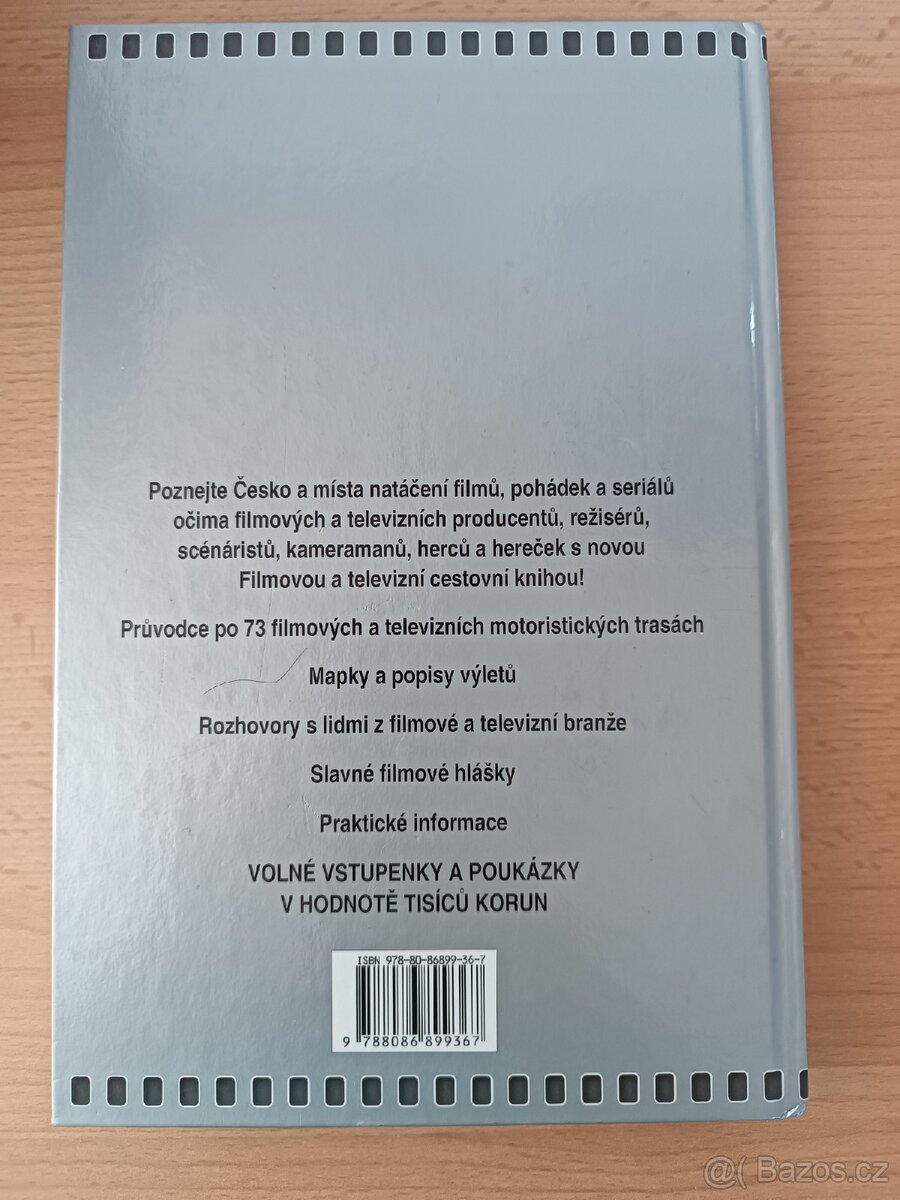 Poznejte Česko a místa natáčení filmů, pohádek a seriálů
očima filmových a televizních producentů, režisérů,
scénáristů, kameramanů, herců a hereček s novou
Filmovou a televizní cestovní knihou!
Průvodce po 73 filmových a televizních motoristických trasách
Mapky a popisy výletů
Rozhovory s lidmi z filmové a televizní branže
Slavné filmové hlášky
Praktické informace
VOLNÉ VSTUPENKY A POUKÁZKY
V HODNOTĚ TISÍCŮ KORUN
ISBN 978-80-86899-36-7
9 788086 899367
@( Bazos.cz